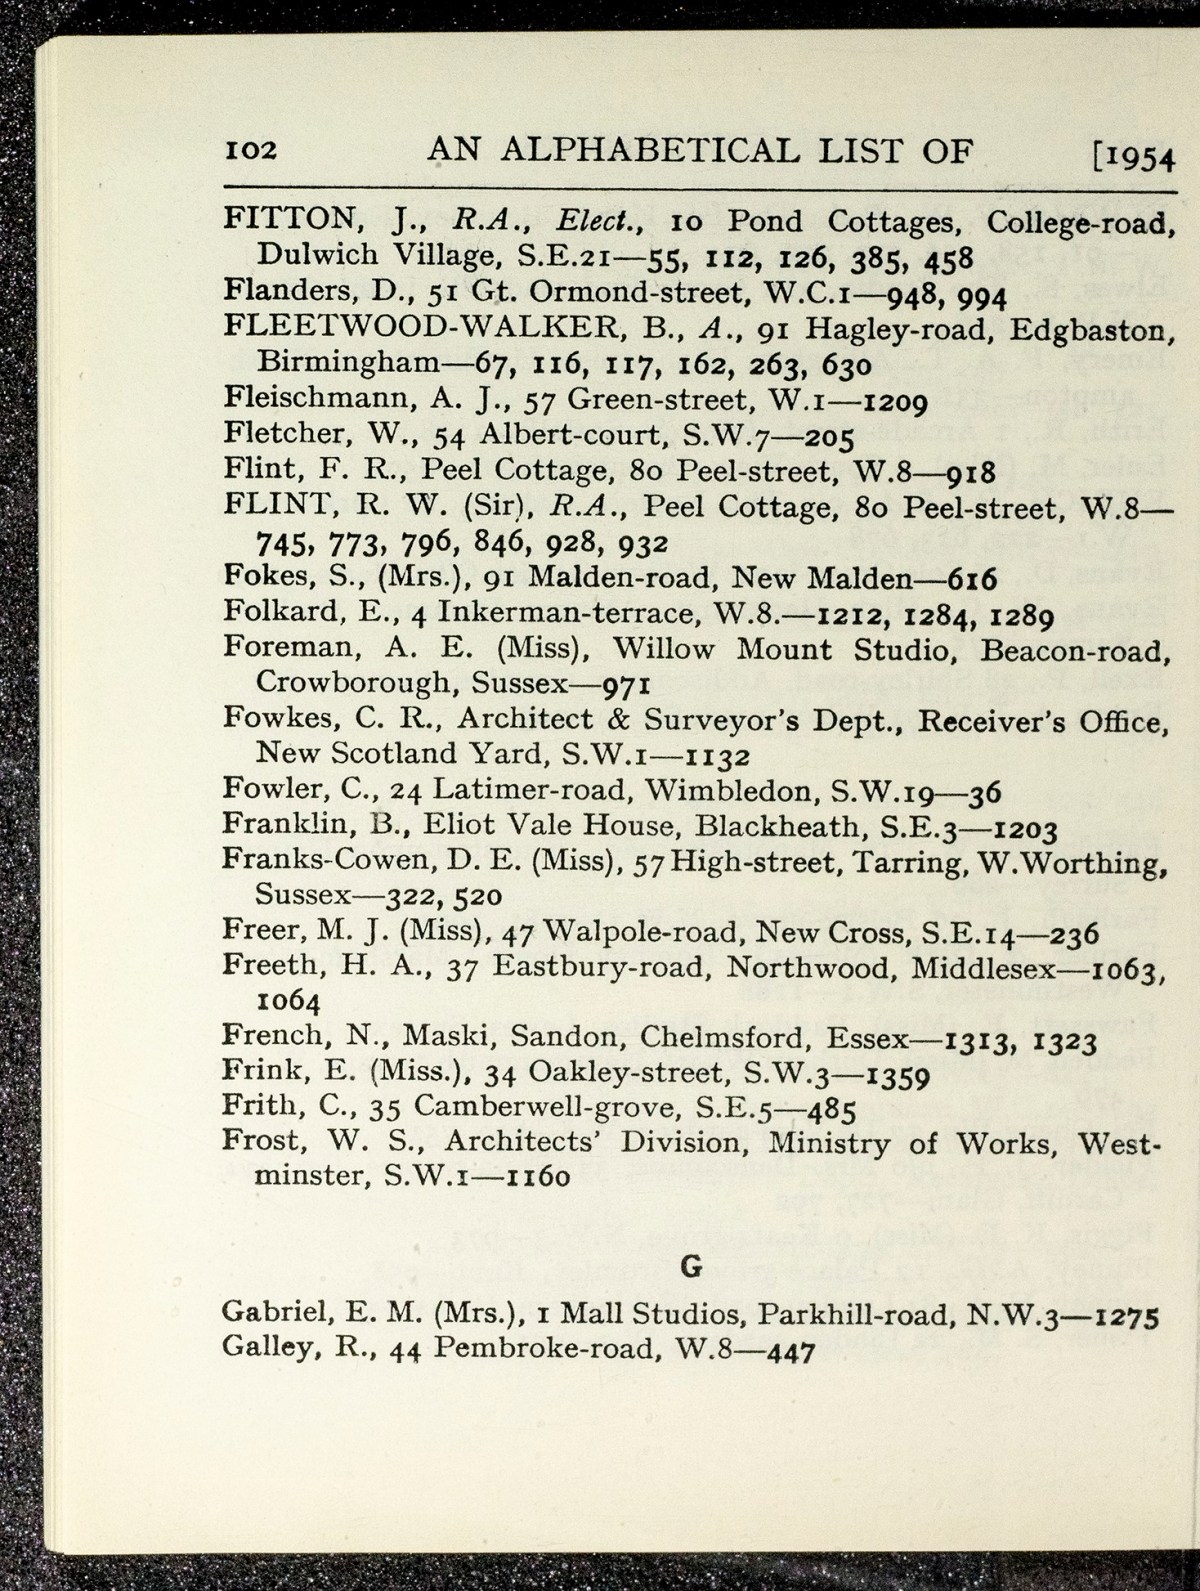 102 AN ALPHABETICAL LIST OF [1954
FITTON, J., R.A., Elect., 10 Pond Cottages, College-road,
Dulwich Village, S.E.21—55, 112, 126, 385, 458
Flanders, D., 51 Gt. Ormond-street, W.C.1—948, 994
FLEETWOOD-WALKER, B., A., 91 Hagley-road, Edgbaston,
Birmingham—67, 116, 117, 162, 263, 630
Fleischmann, A. J., 57 Green-street, W.1—1209
Fletcher, W., 54 Albert-court, S.W.7—205
Flint, F. R., Peel Cottage, 80 Peel-street, W.8—918
FLINT, R. W. (Sir), R.A., Peel Cottage, 80 Peel-street, W.8—
745, 773, 796, 846, 928, 932
Fokes, S., (Mrs.), 91 Malden-road, New Malden—616
Folkard, E., 4 Inkerman-terrace, W.8.—1212, 1284, 1289
Foreman, A. E. (Miss), Willow Mount Studio, Beacon-road,
Crowborough, Sussex—971
Fowkes, C. R., Architect & Surveyor's Dept., Receiver's Office,
New Scotland Yard, S.W.1—1132
Fowler, C., 24 Latimer-road, Wimbledon, S.W.19—36
Franklin, B., Eliot Vale House, Blackheath, S.E.3—1203
Franks-Cowen, D. E. (Miss), 57 High-street, Tarring, W.Worthing,
Sussex—322, 520
Freer, M. J. (Miss), 47 Walpole-road, New Cross, S.E.14—236
Freeth, H. A., 37 Eastbury-road, Northwood, Middlesex—1063,
1064
French, N., Maski, Sandon, Chelmsford, Essex—1313, 1323
Frink, E. (Miss.), 34 Oakley-street, S.W.3—1359
Frith, C., 35 Camberwell-grove, S.E.5—485
Frost, W. S., Architects' Division, Ministry of Works, West-
minster, S.W.1—1160
G
Gabriel, E. M. (Mrs.), 1 Mall Studios, Parkhill-road, N.W.3—1275
Galley, R., 44 Pembroke-road, W.8—447